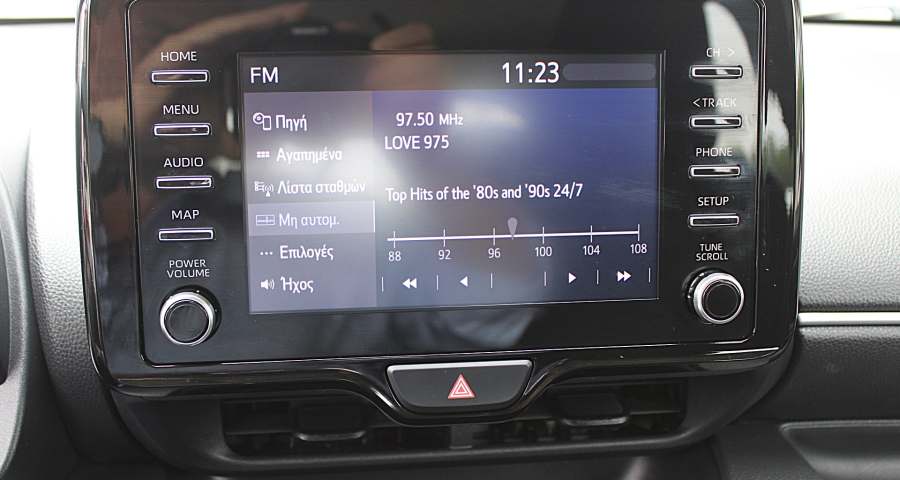 HOME
MENU
AUDIO
MAP
POWER
VOLUME
FM
11:23
Πηγή
Αγαπημένα
Λίστα σταθμών
Μη αυτομ.
Επιλογές
Ήχος
97.50 MHz
LOVE 975
Top Hits of the '80s and '90s 24/7
88 92 96 100 104 108
CH >
< TRACK
PHONE
SETUP
TUNE
SCROLL